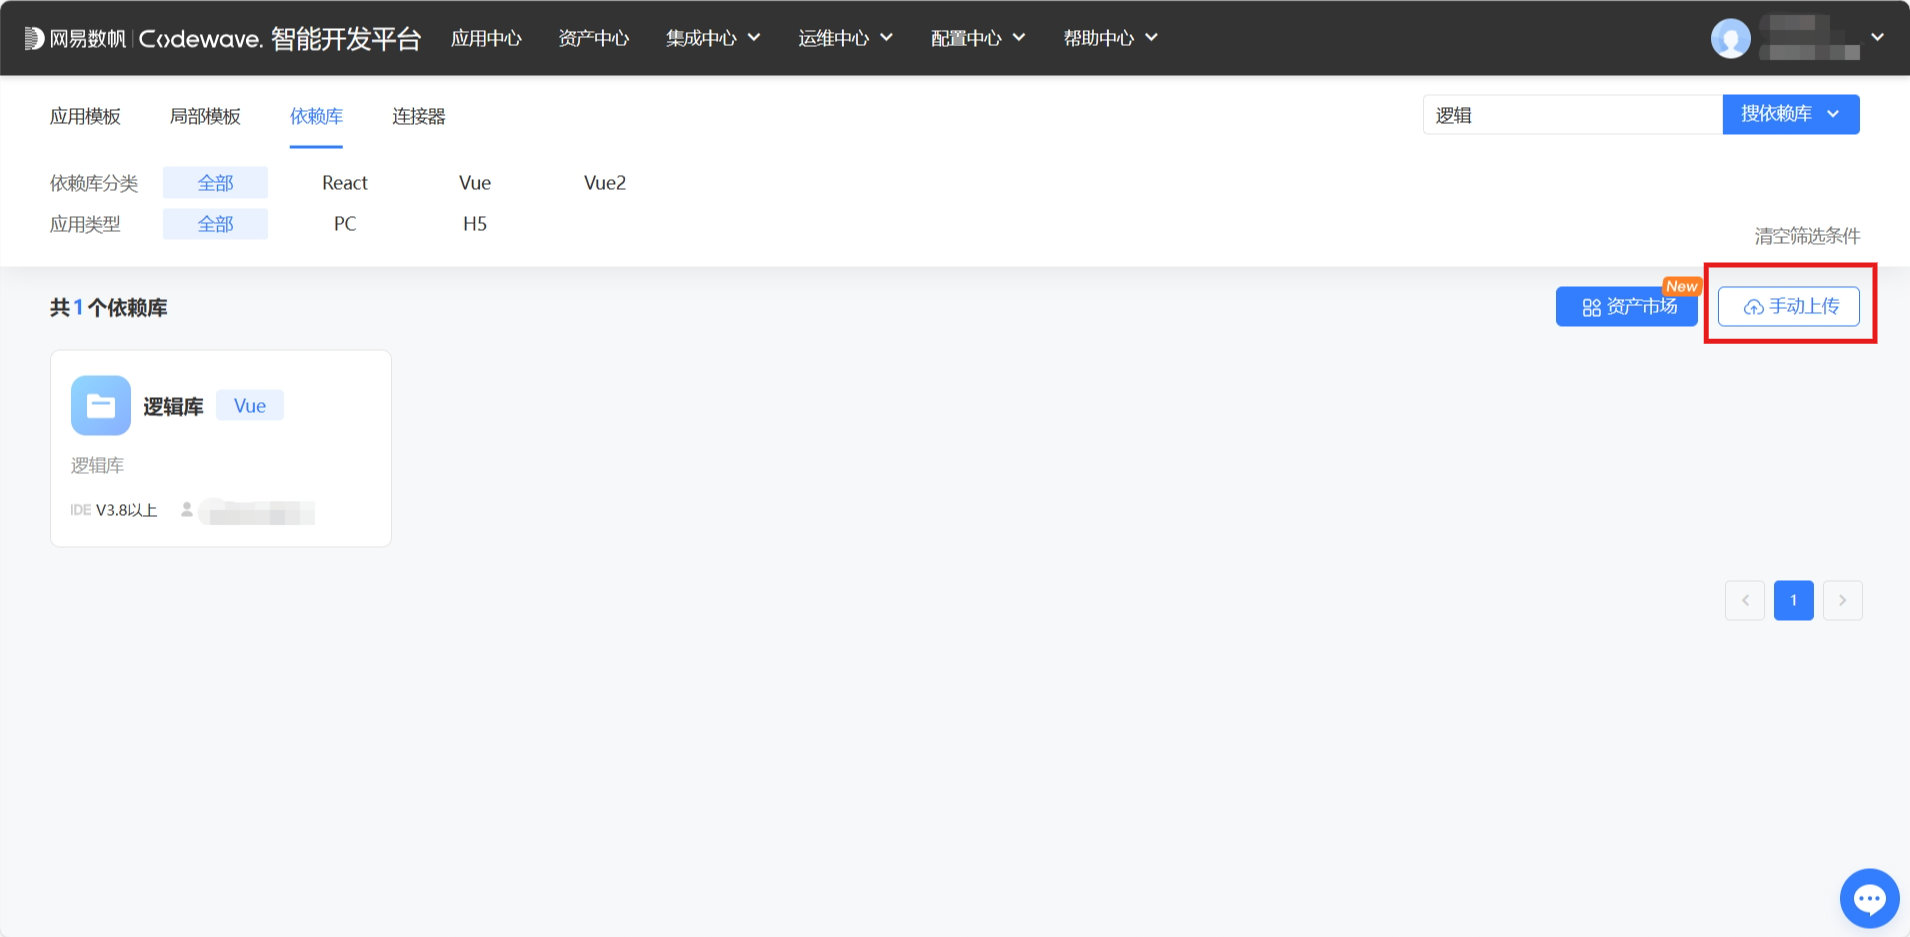 网易数帆 Codewave. 智能开发平台 应用中心 资产中心 集成中心 运维中心 配置中心 帮助中心
应用模板 局部模板 依赖库 连接器 逻辑 搜依赖库
依赖库分类 全部 React Vue Vue2
应用类型 全部 PC H5
清空筛选条件
共1个依赖库 资产市场 New 手动上传
逻辑库 Vue
逻辑库
IDE V3.8以上
1